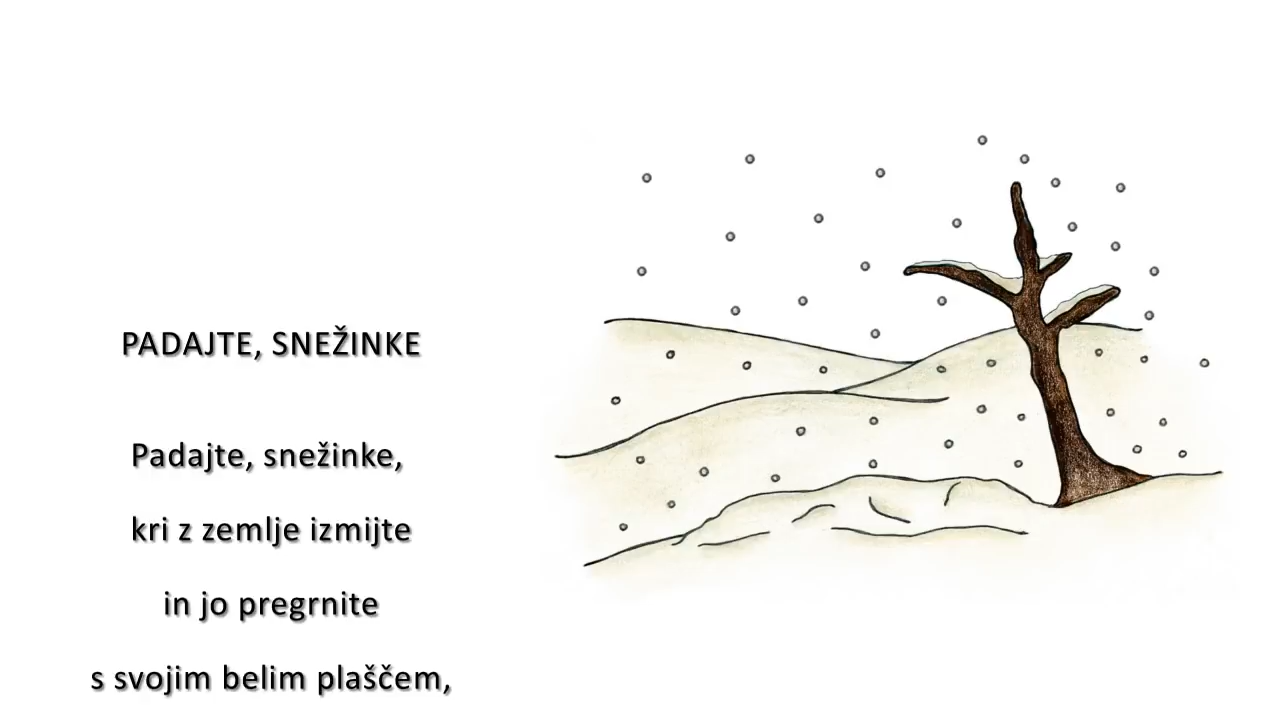 PADAJTE, SNEŽINKE
Padajte, snežinke,
kri z zemlje izmijte
in jo pregrnite
s svojim belim plaščem,